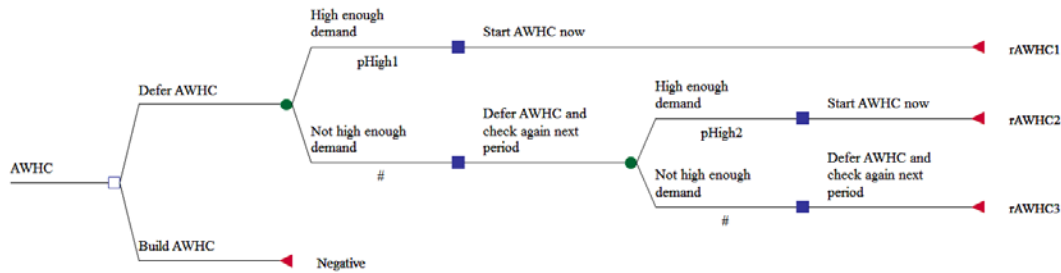 High enough
demand
pHigh1
Start AWHC now
rAWHC1
Defer AWHC
Not high enough
demand
#
Defer AWHC and
check again next
period
High enough
demand
pHigh2
Start AWHC now
rAWHC2
Not high enough
demand
#
Defer AWHC and
check again next
period
rAWHC3
AWHC
Build AWHC
Negative